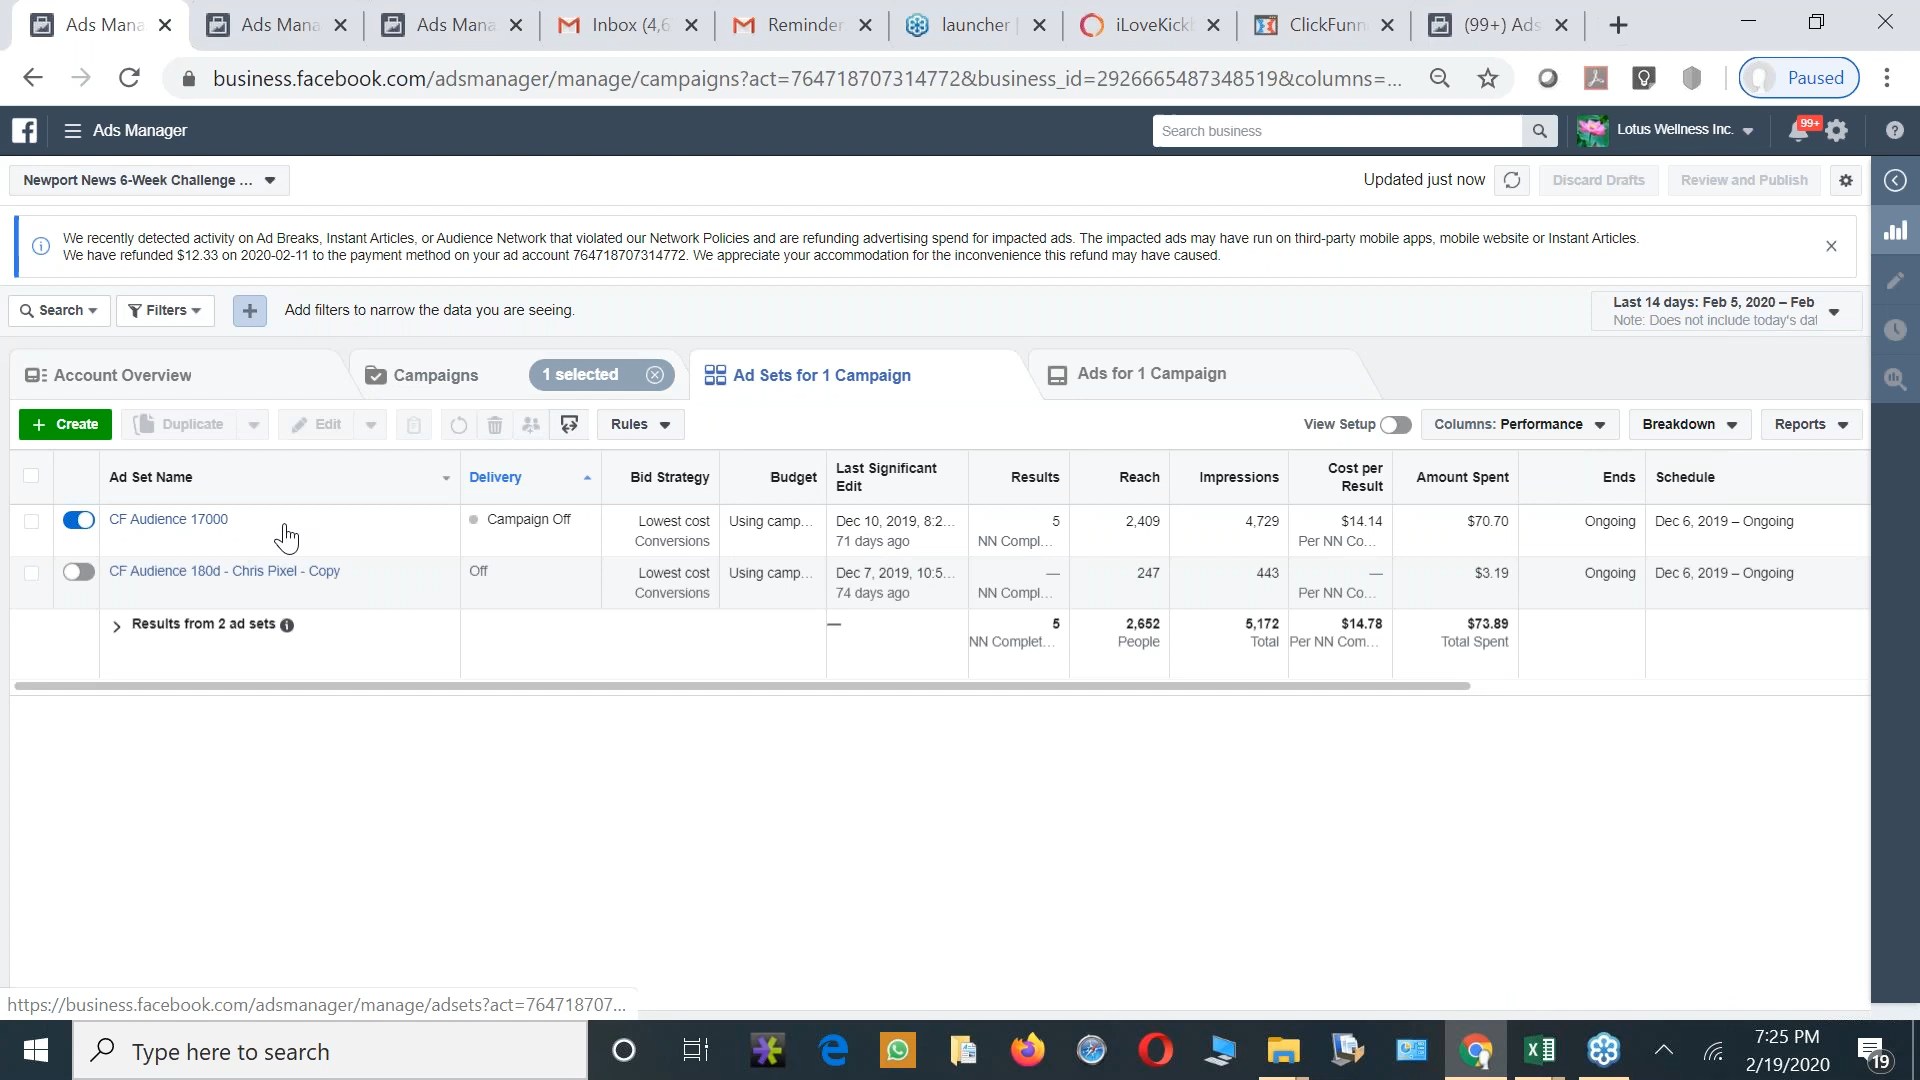 Ads Mana
Ads Mana
Ads Mana
Inbox (4,6
Reminder
launcher
iLoveKick
ClickFunn
(99+) Ads
business.facebook.com/adsmanager/manage/campaigns?act=764718707314772&business_id=2926665487348519&columns=...
Paused
Ads Manager
Search business
Lotus Wellness Inc.
99+
Newport News 6-Week Challenge ...
Updated just now
Discard Drafts
Review and Publish
We recently detected activity on Ad Breaks, Instant Articles, or Audience Network that violated our Network Policies and are refunding advertising spend for impacted ads. The impacted ads may have run on third-party mobile apps, mobile website or Instant Articles.
We have refunded $12.33 on 2020-02-11 to the payment method on your ad account 764718707314772. We appreciate your accommodation for the inconvenience this refund may have caused.
Search
Filters
Add filters to narrow the data you are seeing.
Last 14 days: Feb 5, 2020 – Feb
Note: Does not include today's dat
Account Overview
Campaigns
1 selected
Ad Sets for 1 Campaign
Ads for 1 Campaign
+ Create
Duplicate
Edit
Rules
View Setup
Columns: Performance
Breakdown
Reports
Ad Set Name
Delivery
Bid Strategy
Budget
Last Significant
Edit
Results
Reach
Impressions
Cost per
Result
Amount Spent
Ends
Schedule
CF Audience 17000
Campaign Off
Lowest cost
Conversions
Using camp...
Dec 10, 2019, 8:2...
71 days ago
5
NN Compl...
2,409
4,729
$14.14
Per NN Co...
$70.70
Ongoing
Dec 6, 2019 – Ongoing
CF Audience 180d - Chris Pixel - Copy
Off
Lowest cost
Conversions
Using camp...
Dec 7, 2019, 10:5...
74 days ago
—
NN Compl...
247
443
—
Per NN Co...
$3.19
Ongoing
Dec 6, 2019 – Ongoing
Results from 2 ad sets
—
5
NN Complet...
2,652
People
5,172
Total
$14.78
Per NN Com...
$73.89
Total Spent
https://business.facebook.com/adsmanager/manage/adsets?act=764718707...
Type here to search
7:25 PM
2/19/2020
19